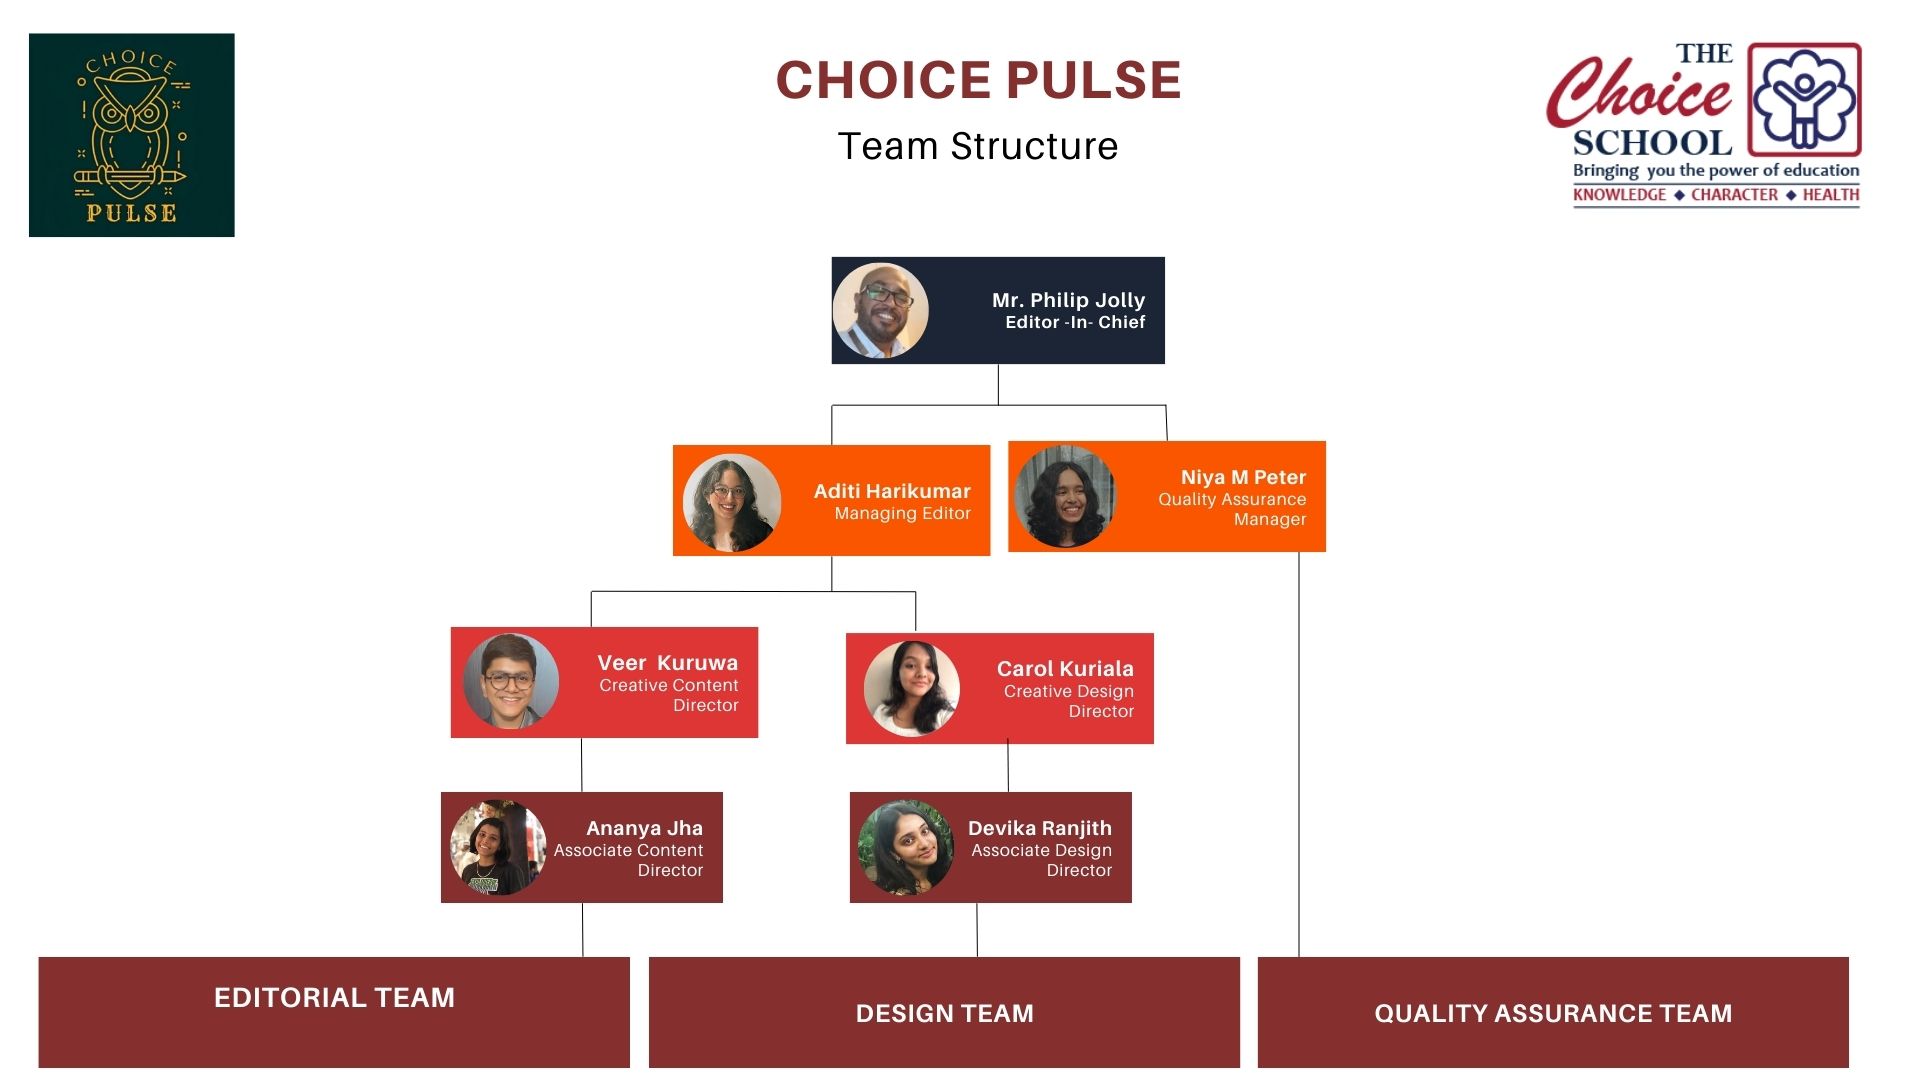 CHOICE
PULSE
CHOICE PULSE
Team Structure
THE
Choice
SCHOOL
Bringing you the power of education
KNOWLEDGE ◆ CHARACTER ◆ HEALTH
Mr. Philip Jolly
Editor -In- Chief
Aditi Harikumar
Managing Editor
Niya M Peter
Quality Assurance
Manager
Veer Kuruwa
Creative Content
Director
Carol Kuriala
Creative Design
Director
Ananya Jha
Associate Content
Director
Devika Ranjith
Associate Design
Director
EDITORIAL TEAM
DESIGN TEAM
QUALITY ASSURANCE TEAM